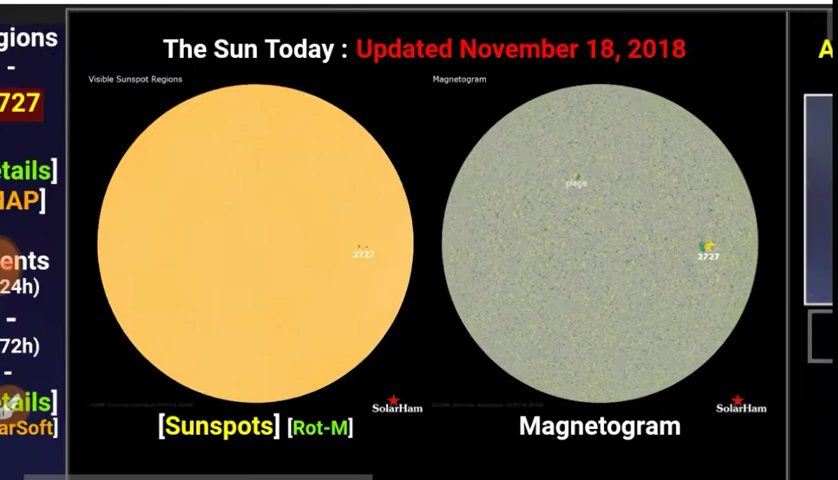 gions
The Sun Today : Updated November 18, 2018
-
Visible Sunspot Regions
Magnetogram
727
tails]
MAP]
plage
2727
2727
ents
24h)
-
72h)
-
tails]
arSoft]
SolarHam
SolarHam
[Sunspots] [Rot-M]
Magnetogram
A